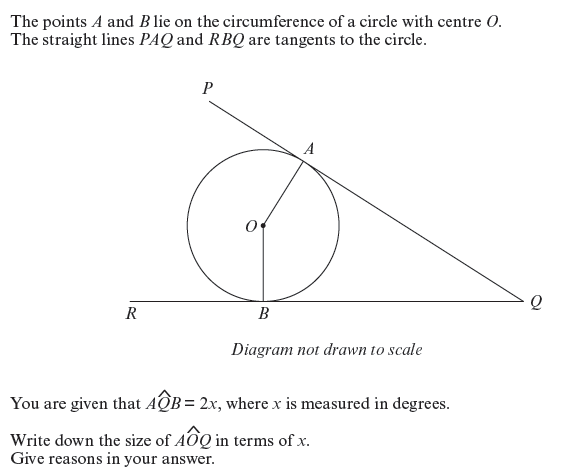 The points A and B lie on the circumference of a circle with centre O.
The straight lines PAQ and RBQ are tangents to the circle.
P
A
O
Q
R
B
Diagram not drawn to scale
You are given that AQ̂B = 2x, where x is measured in degrees.
Write down the size of AÔQ in terms of x.
Give reasons in your answer.